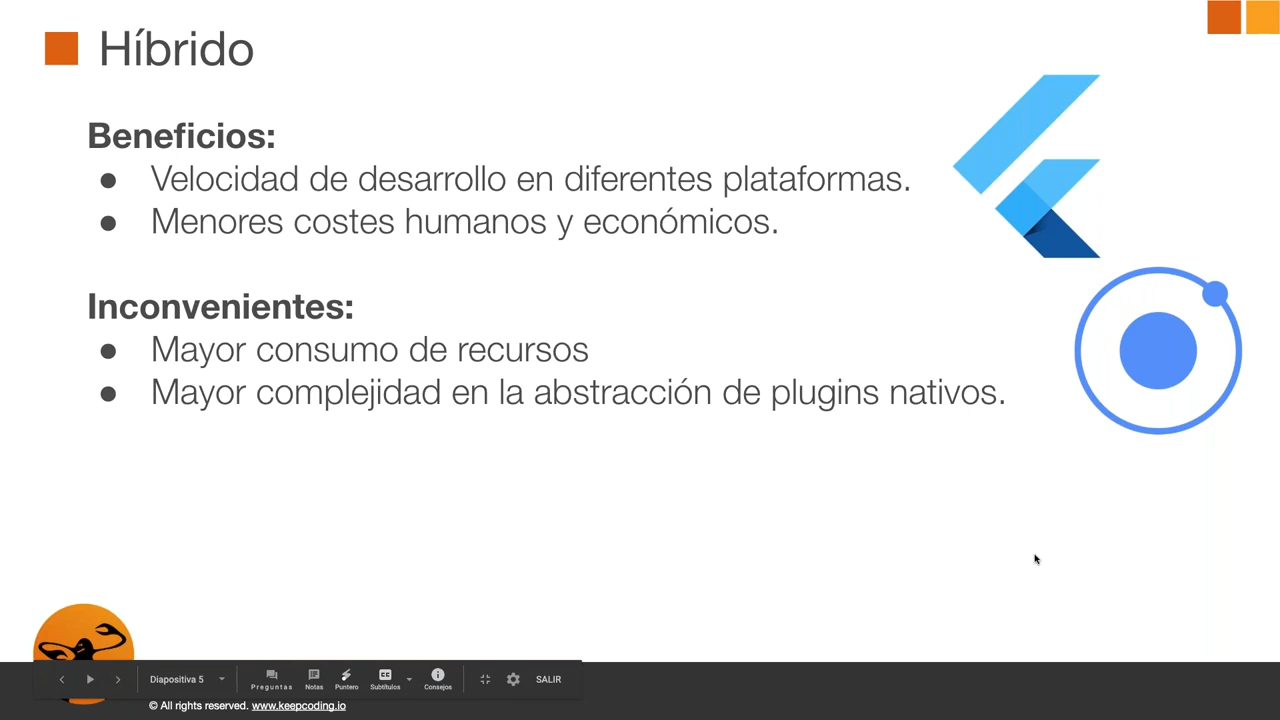 Híbrido
Beneficios:
● Velocidad de desarrollo en diferentes plataformas.
● Menores costes humanos y económicos.
Inconvenientes:
● Mayor consumo de recursos
● Mayor complejidad en la abstracción de plugins nativos.
Diapositiva 5
Preguntas
Notas
Puntero
CC
Subtítulos
Consejos
SALIR
© All rights reserved. www.keepcoding.io